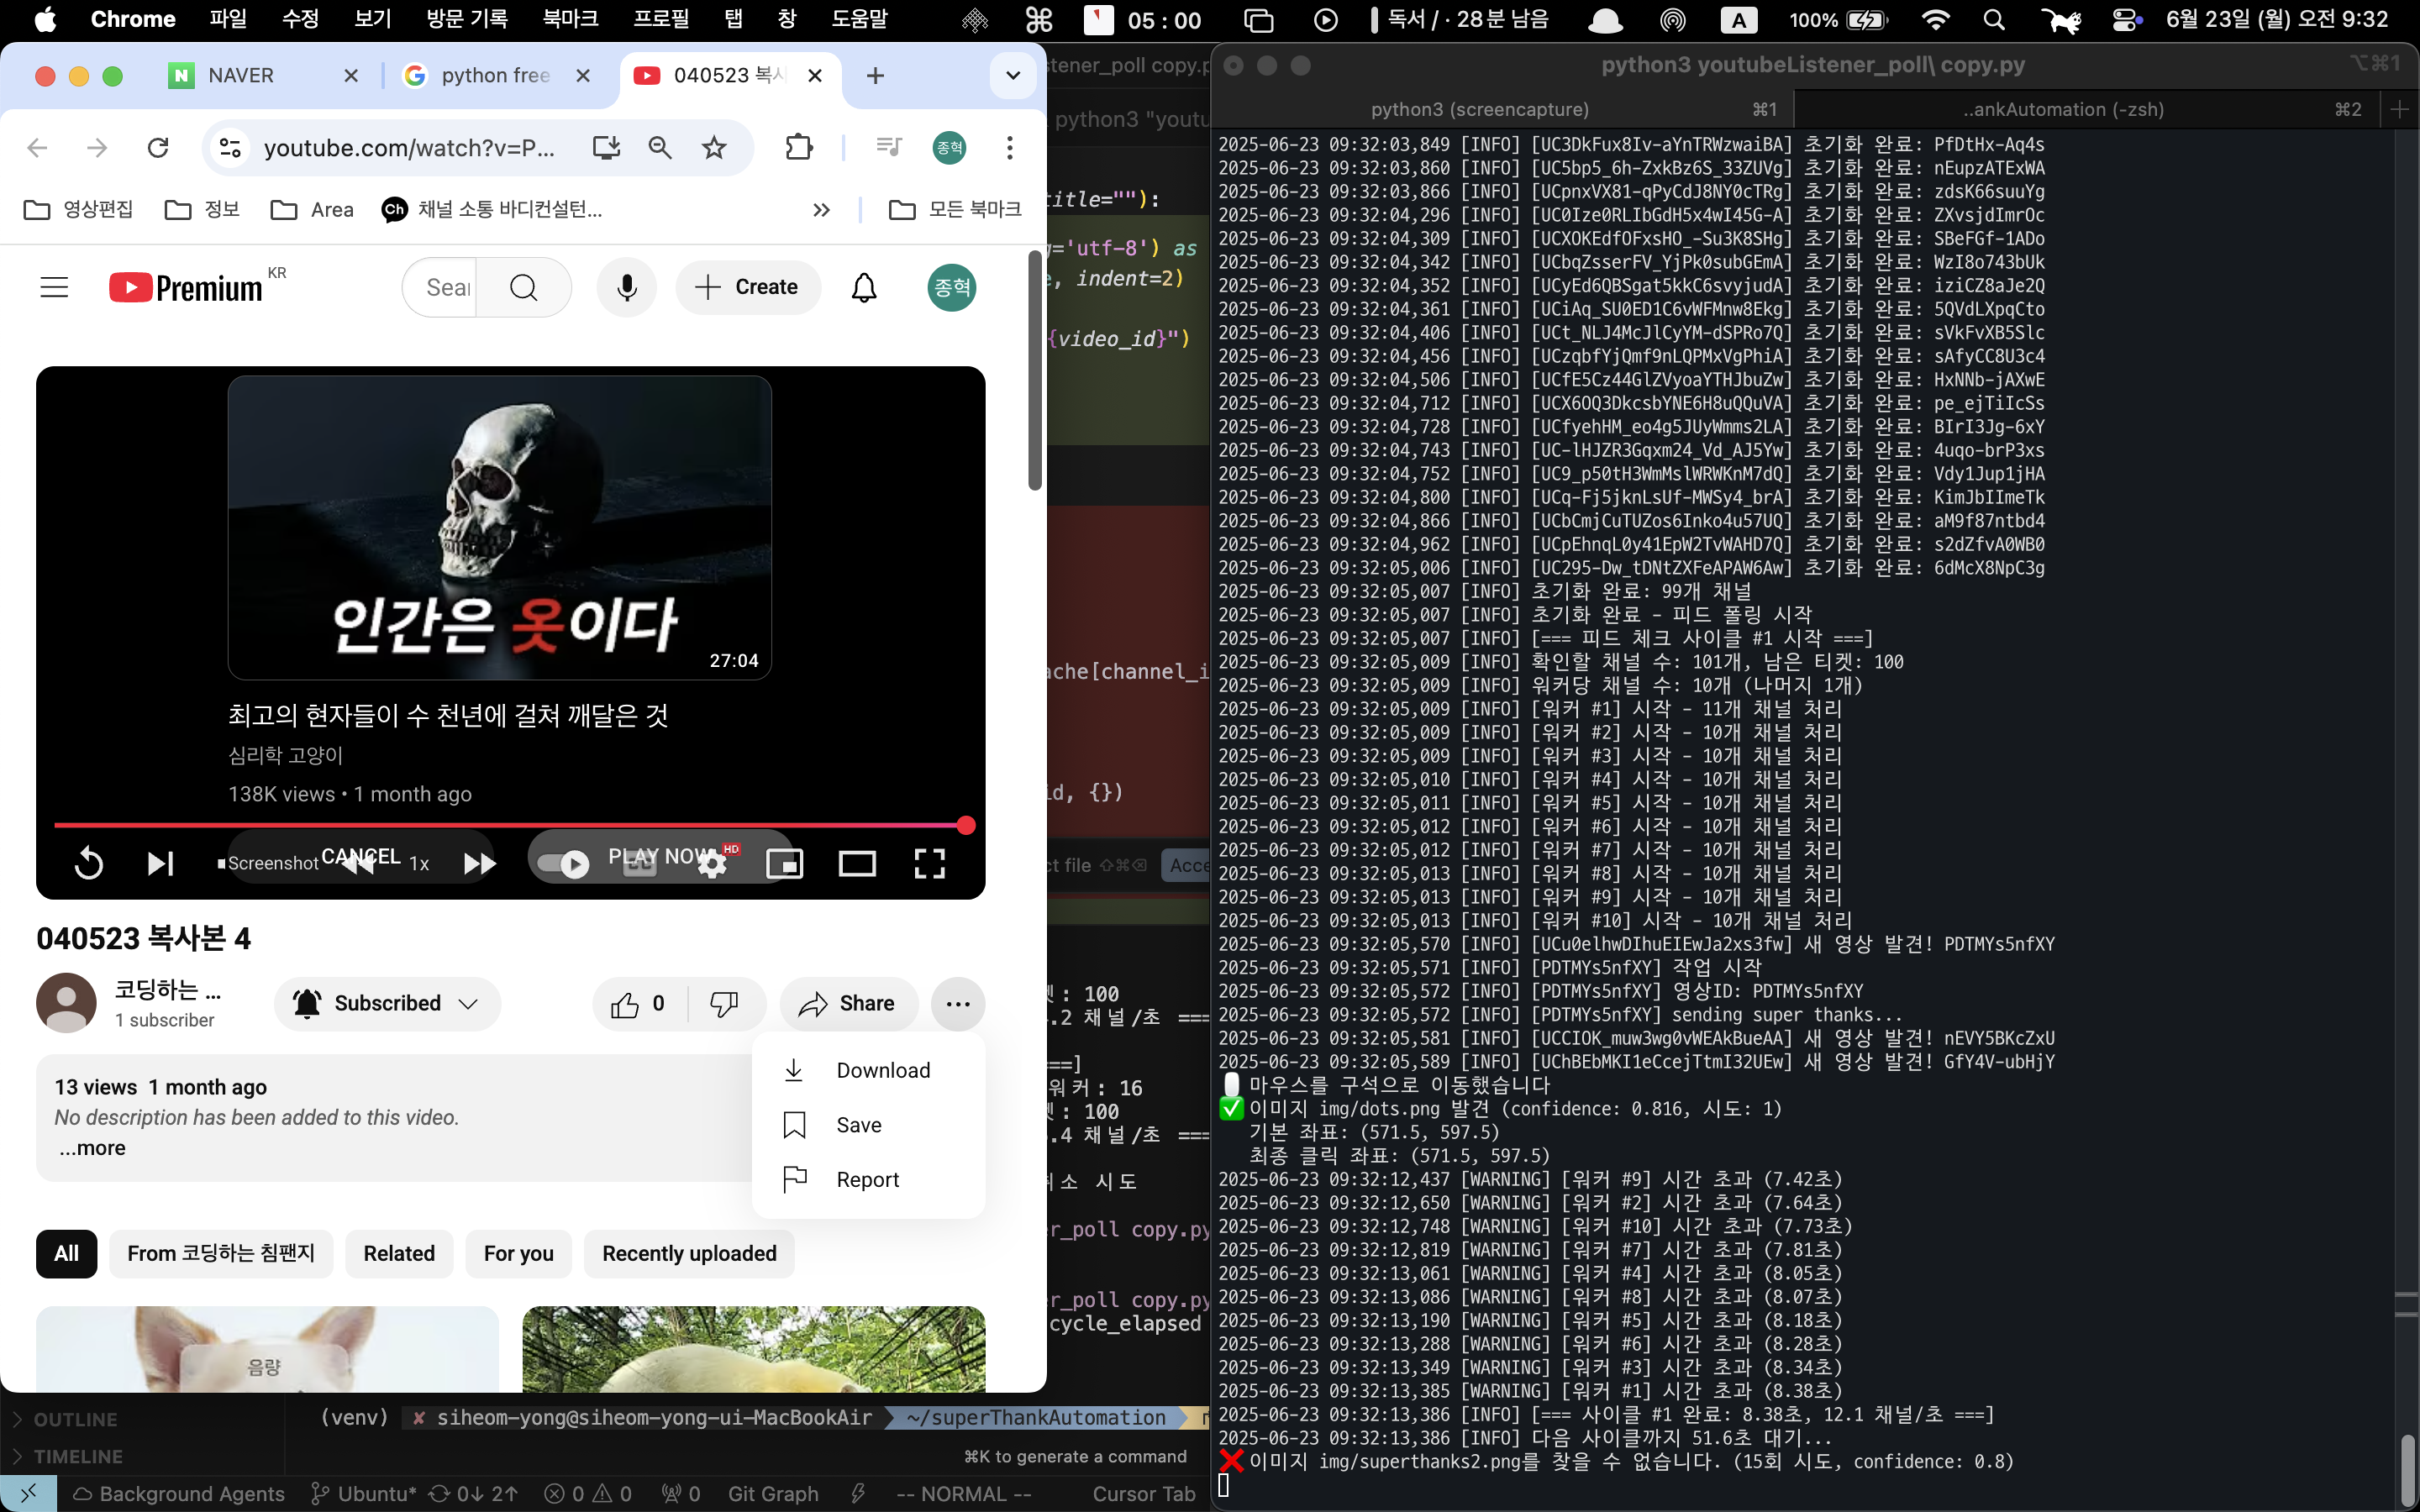 Chrome 파일 수정 보기 방문 기록 북마크 프로필 탭 창 도움말 05 : 00 독서 / · 28분 남음 A 100% 6월 23일 (월) 오전 9:32
NAVER python free 040523 복사
youtube.com/watch?v=P... 종혁
영상편집 정보 Area Ch 채널 소통 바디컨설턴... 모든 북마크
Premium KR Sear Create 종혁
인간은 옷이다
27:04
최고의 현자들이 수 천년에 걸쳐 깨달은 것
심리학 고양이
138K views • 1 month ago
Screenshot CANCEL 1x PLAY NOW HD
040523 복사본 4
코딩하는 ...
1 subscriber
Subscribed 0 Share
13 views 1 month ago
No description has been added to this video.
...more
Download
Save
Report
All From 코딩하는 침팬지 Related For you Recently uploaded
음량
stener_poll copy.p
python3 "youtu
title=""):
g='utf-8') as
e, indent=2)
{video_id}")
ache[channel_i
id, {})
ct file ⇧⌘⌫ Acce
: 100
.2 채널/초 ===
==]
워커: 16
: 100
.4 채널/초 ===
취소 시도
er_poll copy.py
er_poll copy.py
cycle_elapsed
OUTLINE
TIMELINE
(venv) ✘ siheom-yong@siheom-yong-ui-MacBookAir ~/superThankAutomation
⌘K to generate a command
Background Agents Ubuntu* 0↓ 2↑ 0 0 0 Git Graph -- NORMAL -- Cursor Tab
python3 youtubeListener_poll\ copy.py ⌥⌘1
python3 (screencapture) ⌘1 ..ankAutomation (-zsh) ⌘2
2025-06-23 09:32:03,849 [INFO] [UC3DkFux8Iv-aYnTRWzwaiBA] 초기화 완료: PfDtHx-Aq4s
2025-06-23 09:32:03,860 [INFO] [UC5bp5_6h-ZxkBz6S_33ZUVg] 초기화 완료: nEupzATExWA
2025-06-23 09:32:03,866 [INFO] [UCpnxVX81-qPyCdJ8NY0cTRg] 초기화 완료: zdsK66suuYg
2025-06-23 09:32:04,296 [INFO] [UC0Ize0RLIbGdH5x4wI45G-A] 초기화 완료: ZXvsjdImrOc
2025-06-23 09:32:04,309 [INFO] [UCXOKEdfOFxsHO_-Su3K8SHg] 초기화 완료: SBeFGf-1ADo
2025-06-23 09:32:04,342 [INFO] [UCbqZsserFV_YjPk0subGEmA] 초기화 완료: WzI8o743bUk
2025-06-23 09:32:04,352 [INFO] [UCyEd6QBSgat5kkC6svyjudA] 초기화 완료: iziCZ8aJe2Q
2025-06-23 09:32:04,361 [INFO] [UCiAq_SU0ED1C6vWFMnw8Ekg] 초기화 완료: 5QVdLXpqCto
2025-06-23 09:32:04,406 [INFO] [UCt_NLJ4McJlCyYM-dSPRo7Q] 초기화 완료: sVkFvXB5Slc
2025-06-23 09:32:04,456 [INFO] [UCzqbfYjQmf9nLQPMxVgPhiA] 초기화 완료: sAfyCC8U3c4
2025-06-23 09:32:04,506 [INFO] [UCfE5Cz44GlZVyoaYTHJbuZw] 초기화 완료: HxNNb-jAXwE
2025-06-23 09:32:04,712 [INFO] [UCX6OQ3DkcsbYNE6H8uQQuVA] 초기화 완료: pe_ejTiIcSs
2025-06-23 09:32:04,728 [INFO] [UCfyehHM_eo4g5JUyWmms2LA] 초기화 완료: BIrI3Jg-6xY
2025-06-23 09:32:04,743 [INFO] [UC-lHJZR3Gqxm24_Vd_AJ5Yw] 초기화 완료: 4uqo-brP3xs
2025-06-23 09:32:04,752 [INFO] [UC9_p50tH3WmMslWRWKnM7dQ] 초기화 완료: Vdy1Jup1jHA
2025-06-23 09:32:04,800 [INFO] [UCq-Fj5jknLsUf-MWSy4_brA] 초기화 완료: KimJbIImeTk
2025-06-23 09:32:04,866 [INFO] [UCbCmjCuTUZos6Inko4u57UQ] 초기화 완료: aM9f87ntbd4
2025-06-23 09:32:04,962 [INFO] [UCpEhnqL0y41EpW2TvWAHD7Q] 초기화 완료: s2dZfvA0WB0
2025-06-23 09:32:05,006 [INFO] [UC295-Dw_tDNtZXFeAPAW6Aw] 초기화 완료: 6dMcX8NpC3g
2025-06-23 09:32:05,007 [INFO] 초기화 완료: 99개 채널
2025-06-23 09:32:05,007 [INFO] 초기화 완료 - 피드 폴링 시작
2025-06-23 09:32:05,007 [INFO] [=== 피드 체크 사이클 #1 시작 ===]
2025-06-23 09:32:05,009 [INFO] 확인할 채널 수: 101개, 남은 티켓: 100
2025-06-23 09:32:05,009 [INFO] 워커당 채널 수: 10개 (나머지 1개)
2025-06-23 09:32:05,009 [INFO] [워커 #1] 시작 - 11개 채널 처리
2025-06-23 09:32:05,009 [INFO] [워커 #2] 시작 - 10개 채널 처리
2025-06-23 09:32:05,009 [INFO] [워커 #3] 시작 - 10개 채널 처리
2025-06-23 09:32:05,010 [INFO] [워커 #4] 시작 - 10개 채널 처리
2025-06-23 09:32:05,011 [INFO] [워커 #5] 시작 - 10개 채널 처리
2025-06-23 09:32:05,012 [INFO] [워커 #6] 시작 - 10개 채널 처리
2025-06-23 09:32:05,012 [INFO] [워커 #7] 시작 - 10개 채널 처리
2025-06-23 09:32:05,013 [INFO] [워커 #8] 시작 - 10개 채널 처리
2025-06-23 09:32:05,013 [INFO] [워커 #9] 시작 - 10개 채널 처리
2025-06-23 09:32:05,013 [INFO] [워커 #10] 시작 - 10개 채널 처리
2025-06-23 09:32:05,570 [INFO] [UCu0elhwDIhuEIEwJa2xs3fw] 새 영상 발견! PDTMYs5nfXY
2025-06-23 09:32:05,571 [INFO] [PDTMYs5nfXY] 작업 시작
2025-06-23 09:32:05,572 [INFO] [PDTMYs5nfXY] 영상ID: PDTMYs5nfXY
2025-06-23 09:32:05,572 [INFO] [PDTMYs5nfXY] sending super thanks...
2025-06-23 09:32:05,581 [INFO] [UCCIOK_muw3wg0vWEAkBueAA] 새 영상 발견! nEVY5BKcZxU
2025-06-23 09:32:05,589 [INFO] [UChBEbMKI1eCcejTtmI32UEw] 새 영상 발견! GfY4V-ubHjY
마우스를 구석으로 이동했습니다
✅ 이미지 img/dots.png 발견 (confidence: 0.816, 시도: 1)
기본 좌표: (571.5, 597.5)
최종 클릭 좌표: (571.5, 597.5)
2025-06-23 09:32:12,437 [WARNING] [워커 #9] 시간 초과 (7.42초)
2025-06-23 09:32:12,650 [WARNING] [워커 #2] 시간 초과 (7.64초)
2025-06-23 09:32:12,748 [WARNING] [워커 #10] 시간 초과 (7.73초)
2025-06-23 09:32:12,819 [WARNING] [워커 #7] 시간 초과 (7.81초)
2025-06-23 09:32:13,061 [WARNING] [워커 #4] 시간 초과 (8.05초)
2025-06-23 09:32:13,086 [WARNING] [워커 #8] 시간 초과 (8.07초)
2025-06-23 09:32:13,190 [WARNING] [워커 #5] 시간 초과 (8.18초)
2025-06-23 09:32:13,288 [WARNING] [워커 #6] 시간 초과 (8.28초)
2025-06-23 09:32:13,349 [WARNING] [워커 #3] 시간 초과 (8.34초)
2025-06-23 09:32:13,385 [WARNING] [워커 #1] 시간 초과 (8.38초)
2025-06-23 09:32:13,386 [INFO] [=== 사이클 #1 완료: 8.38초, 12.1 채널/초 ===]
2025-06-23 09:32:13,386 [INFO] 다음 사이클까지 51.6초 대기...
❌ 이미지 img/superthanks2.png를 찾을 수 없습니다. (15회 시도, confidence: 0.8)